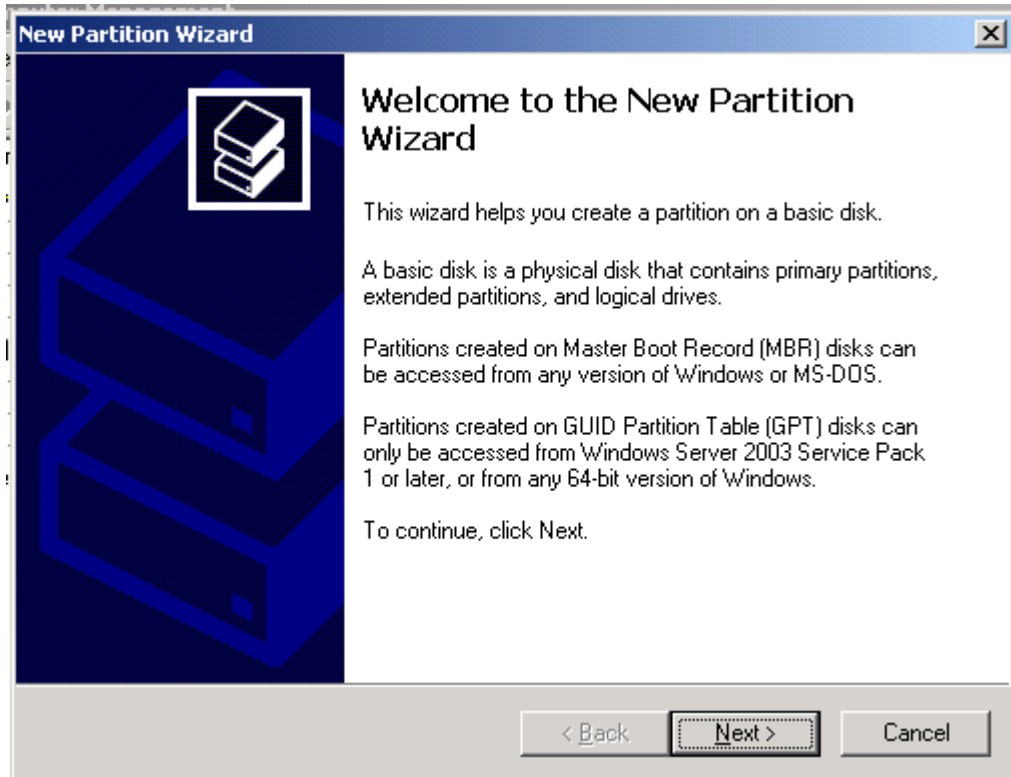 Computer Management
New Partition Wizard
Welcome to the New Partition
Wizard
This wizard helps you create a partition on a basic disk.
A basic disk is a physical disk that contains primary partitions,
extended partitions, and logical drives.
Partitions created on Master Boot Record (MBR) disks can
be accessed from any version of Windows or MS-DOS.
Partitions created on GUID Partition Table (GPT) disks can
only be accessed from Windows Server 2003 Service Pack
1 or later, or from any 64-bit version of Windows.
To continue, click Next.
< Back
Next >
Cancel